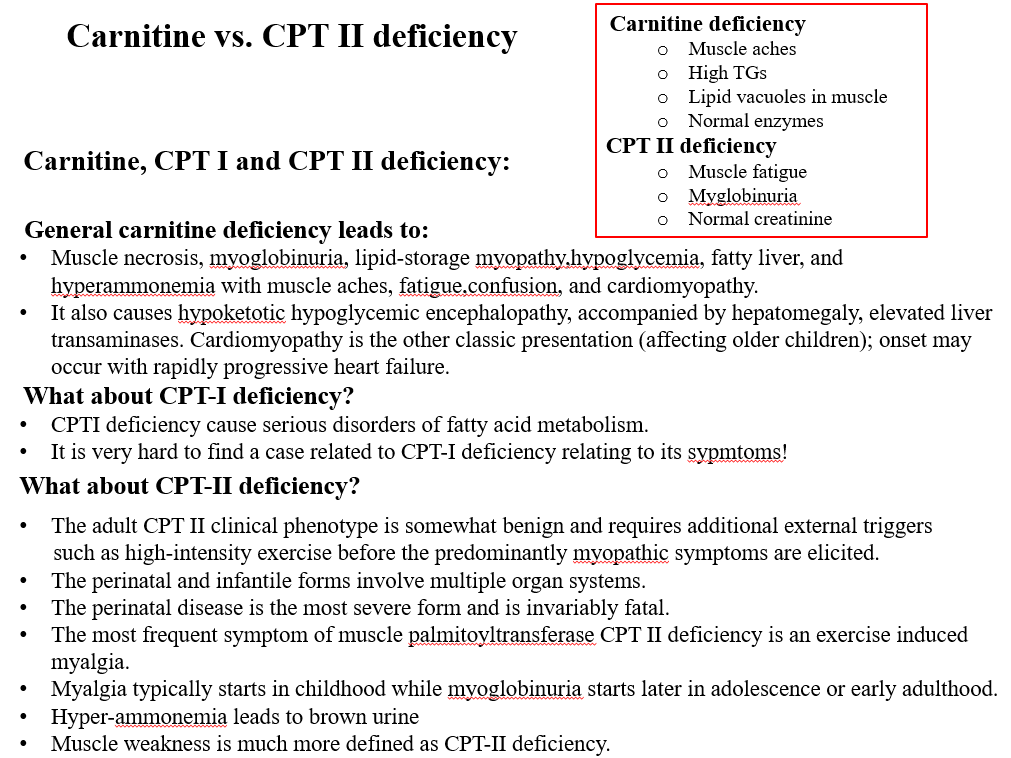 Carnitine vs. CPT II deficiency
Carnitine deficiency
o Muscle aches
o High TGs
o Lipid vacuoles in muscle
o Normal enzymes
CPT II deficiency
o Muscle fatigue
o Myglobinuria
o Normal creatinine
Carnitine, CPT I and CPT II deficiency:
General carnitine deficiency leads to:
• Muscle necrosis, myoglobinuria, lipid-storage myopathy,hypoglycemia, fatty liver, and
hyperammonemia with muscle aches, fatigue,confusion, and cardiomyopathy.
• It also causes hypoketotic hypoglycemic encephalopathy, accompanied by hepatomegaly, elevated liver
transaminases. Cardiomyopathy is the other classic presentation (affecting older children); onset may
occur with rapidly progressive heart failure.
What about CPT-I deficiency?
• CPTI deficiency cause serious disorders of fatty acid metabolism.
• It is very hard to find a case related to CPT-I deficiency relating to its sypmtoms!
What about CPT-II deficiency?
• The adult CPT II clinical phenotype is somewhat benign and requires additional external triggers
such as high-intensity exercise before the predominantly myopathic symptoms are elicited.
• The perinatal and infantile forms involve multiple organ systems.
• The perinatal disease is the most severe form and is invariably fatal.
• The most frequent symptom of muscle palmitoyltransferase CPT II deficiency is an exercise induced
myalgia.
• Myalgia typically starts in childhood while myoglobinuria starts later in adolescence or early adulthood.
• Hyper-ammonemia leads to brown urine
• Muscle weakness is much more defined as CPT-II deficiency.